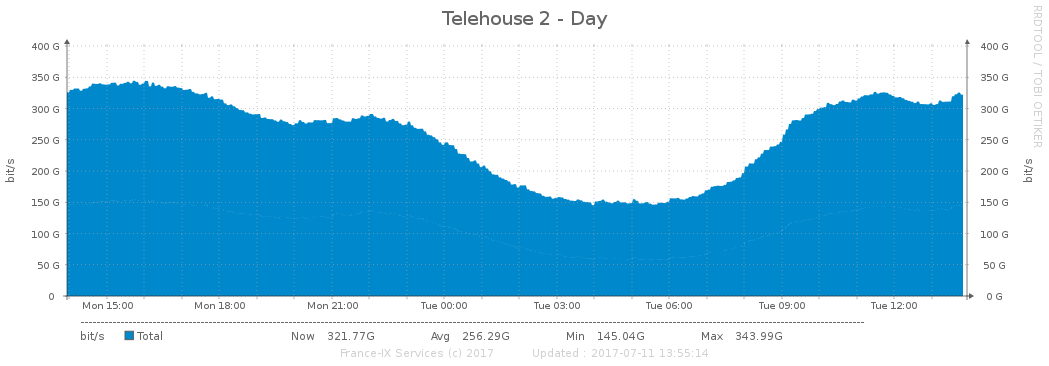 Telehouse 2 - Day
RRDTOOL / TOBI OETIKER
400 G 400 G
350 G 350 G
300 G 300 G
250 G 250 G
200 G 200 G
150 G 150 G
100 G 100 G
50 G 50 G
0 0 G
bit/s
bit/s
Mon 15:00 Mon 18:00 Mon 21:00 Tue 00:00 Tue 03:00 Tue 06:00 Tue 09:00 Tue 12:00
bit/s Total Now 321.77G Avg 256.29G Min 145.04G Max 343.99G
France-IX Services (c) 2017 Updated : 2017-07-11 13:55:14